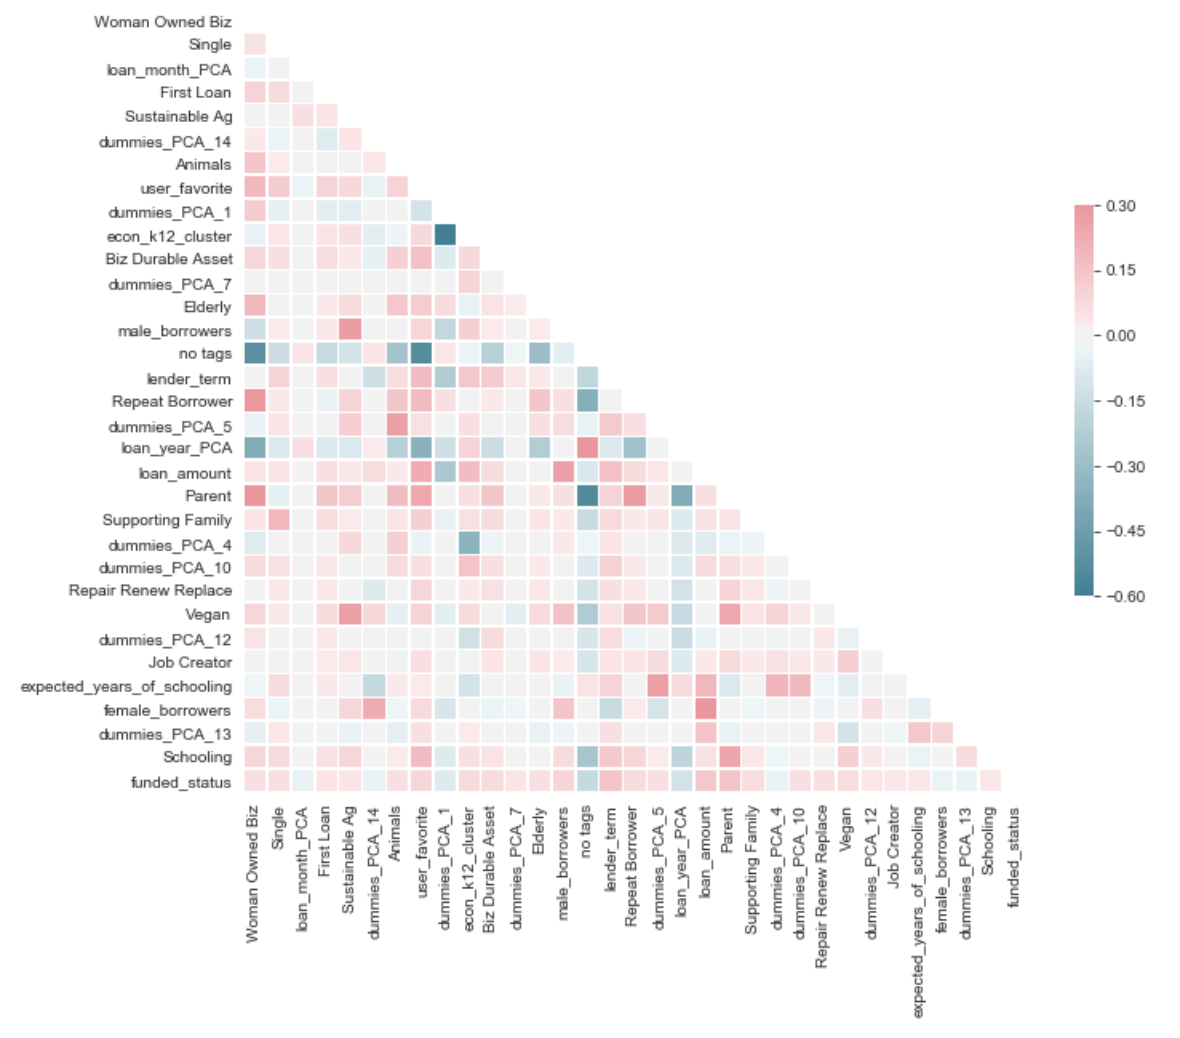 Woman Owned Biz
Single
loan_month_PCA
First Loan
Sustainable Ag
dummies_PCA_14
Animals
user_favorite
dummies_PCA_1
econ_k12_cluster
Biz Durable Asset
dummies_PCA_7
Elderly
male_borrowers
no tags
lender_term
Repeat Borrower
dummies_PCA_5
loan_year_PCA
loan_amount
Parent
Supporting Family
dummies_PCA_4
dummies_PCA_10
Repair Renew Replace
Vegan
dummies_PCA_12
Job Creator
expected_years_of_schooling
female_borrowers
dummies_PCA_13
Schooling
funded_status
Woman Owned Biz
Single
loan_month_PCA
First Loan
Sustainable Ag
dummies_PCA_14
Animals
user_favorite
dummies_PCA_1
econ_k12_cluster
Biz Durable Asset
dummies_PCA_7
Elderly
male_borrowers
no tags
lender_term
Repeat Borrower
dummies_PCA_5
loan_year_PCA
loan_amount
Parent
Supporting Family
dummies_PCA_4
dummies_PCA_10
Repair Renew Replace
Vegan
dummies_PCA_12
Job Creator
expected_years_of_schooling
female_borrowers
dummies_PCA_13
Schooling
funded_status
0.30
0.15
0.00
−0.15
−0.30
−0.45
−0.60